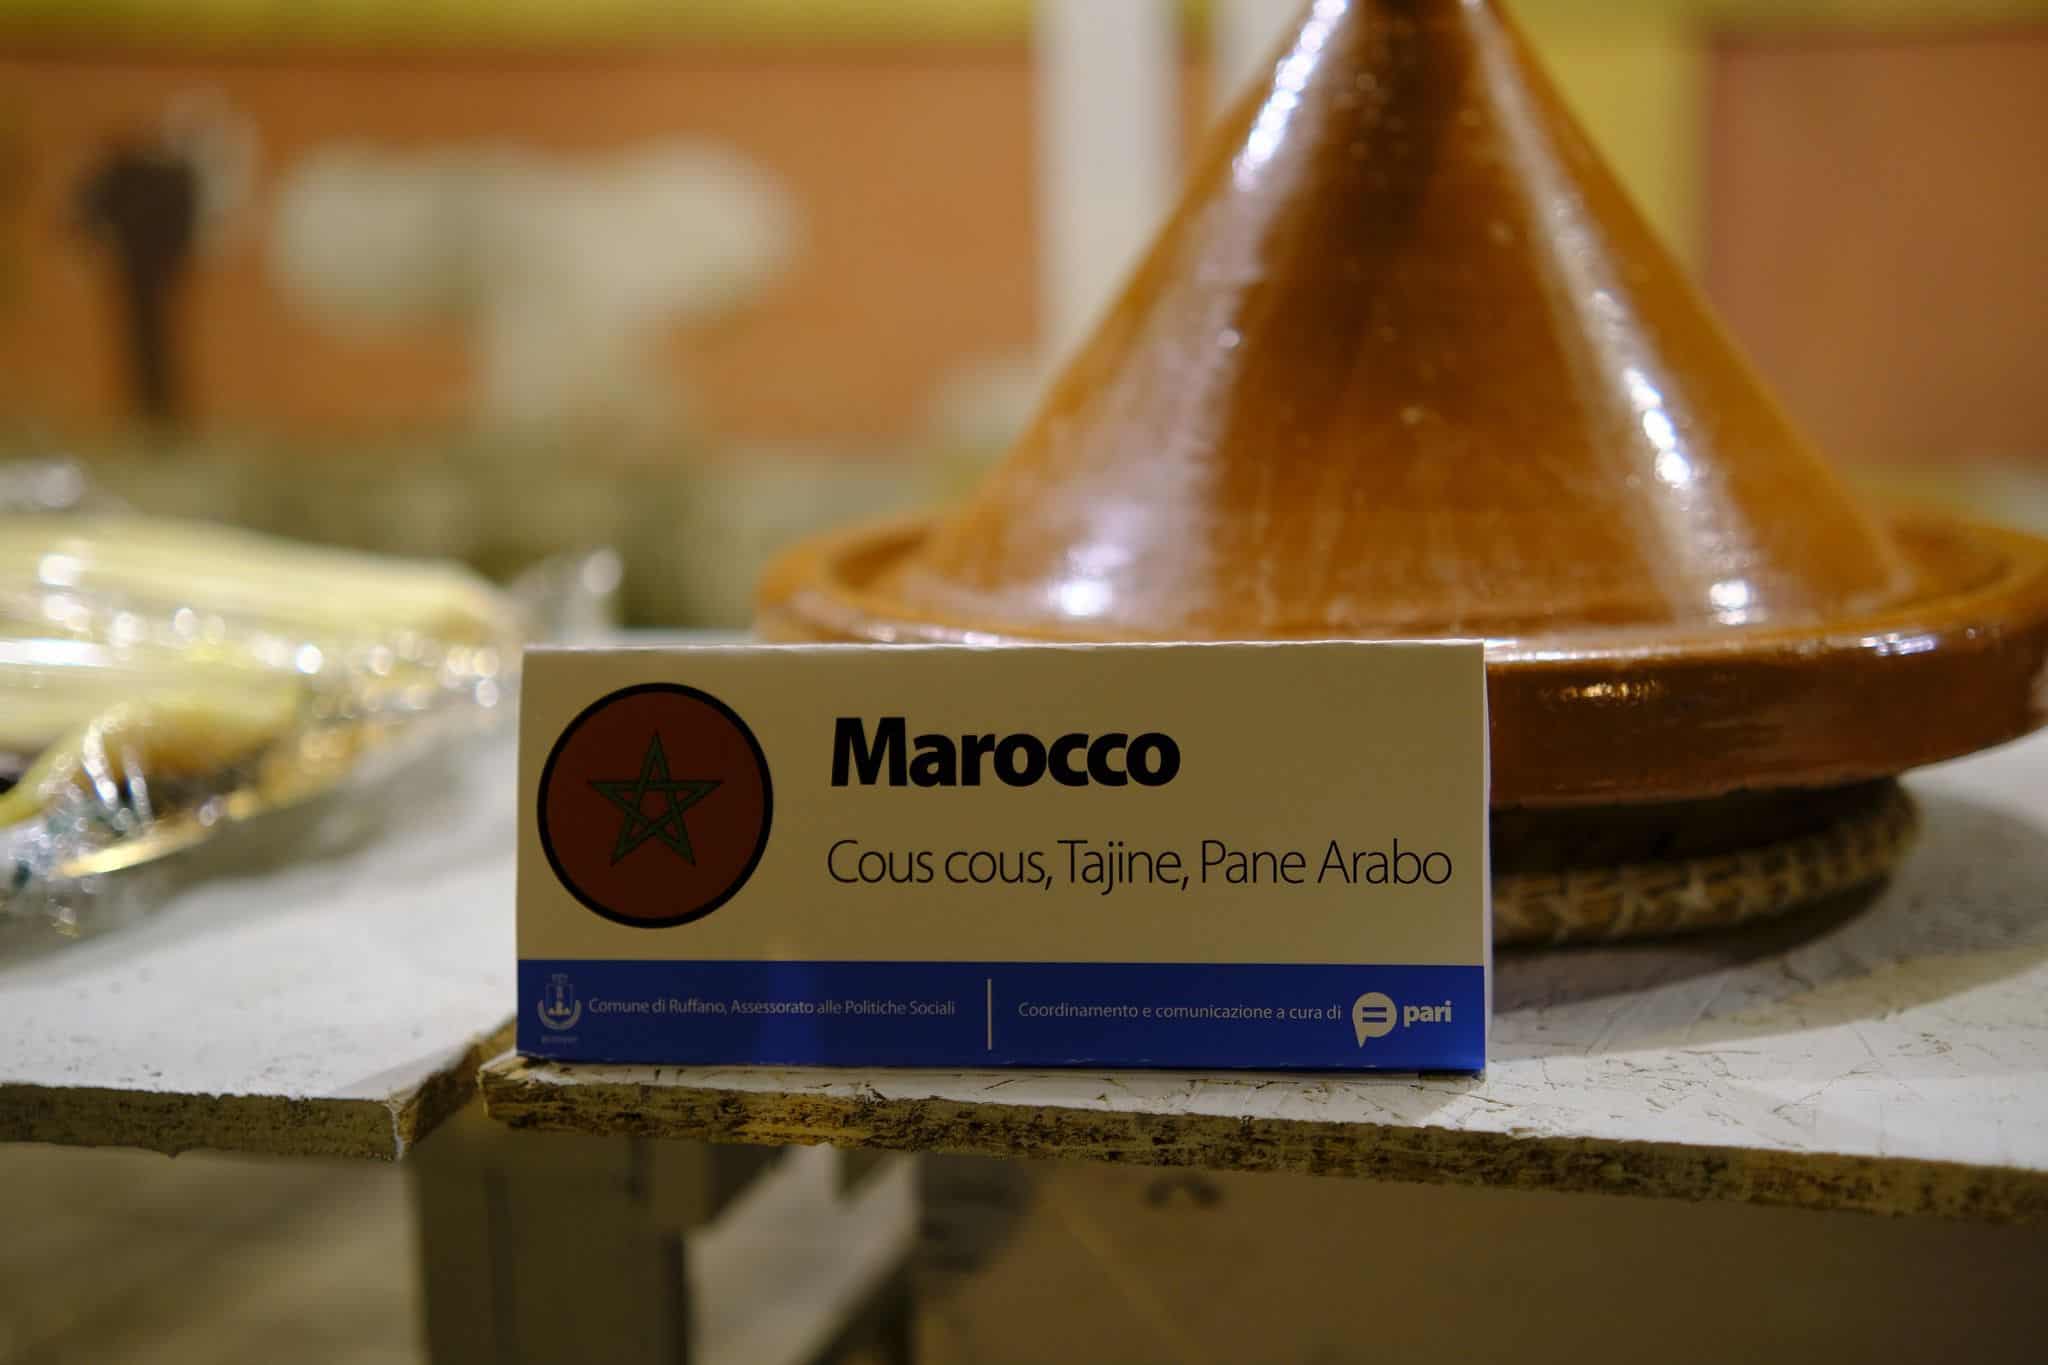 Marocco
Cous cous, Tajine, Pane Arabo
Comune di Ruffano, Assessorato alle Politiche Sociali
Coordinamento e comunicazione a cura di
pari